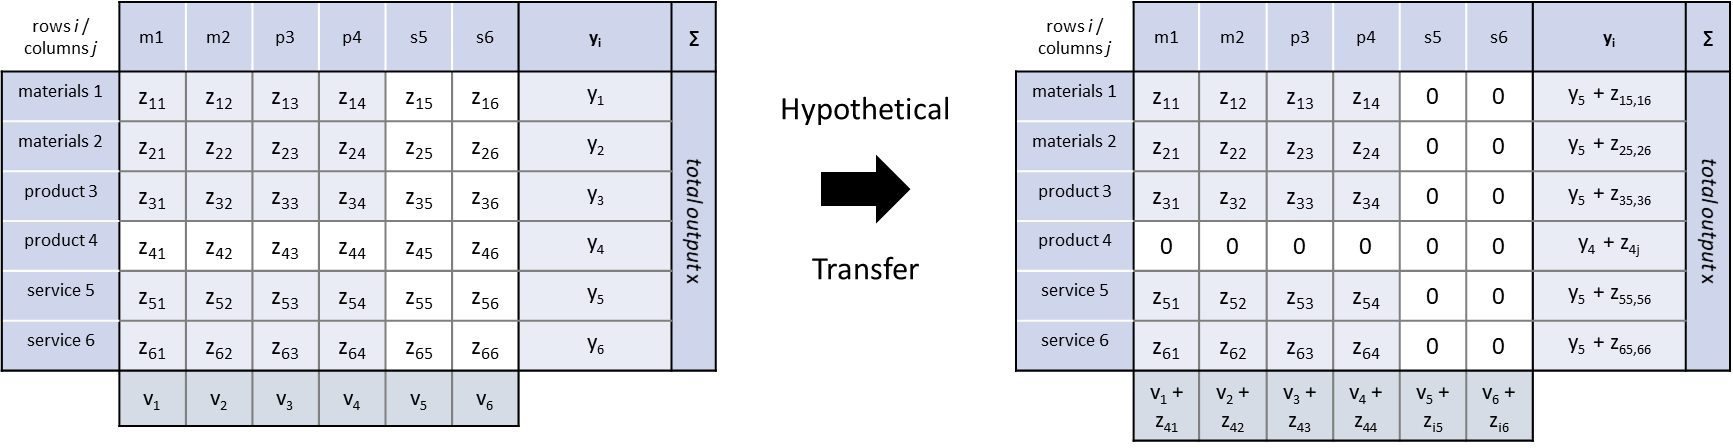 rows i /
columns j
m1 m2 p3 p4 s5 s6 yᵢ Σ
materials 1 z₁₁ z₁₂ z₁₃ z₁₄ z₁₅ z₁₆ y₁
materials 2 z₂₁ z₂₂ z₂₃ z₂₄ z₂₅ z₂₆ y₂
product 3 z₃₁ z₃₂ z₃₃ z₃₄ z₃₅ z₃₆ y₃
product 4 z₄₁ z₄₂ z₄₃ z₄₄ z₄₅ z₄₆ y₄
service 5 z₅₁ z₅₂ z₅₃ z₅₄ z₅₅ z₅₆ y₅
service 6 z₆₁ z₆₂ z₆₃ z₆₄ z₆₅ z₆₆ y₆
total output x
v₁ v₂ v₃ v₄ v₅ v₆
Hypothetical
Transfer
rows i /
columns j
m1 m2 p3 p4 s5 s6 yᵢ Σ
materials 1 z₁₁ z₁₂ z₁₃ z₁₄ 0 0 y₅ + z₁₅,₁₆
materials 2 z₂₁ z₂₂ z₂₃ z₂₄ 0 0 y₅ + z₂₅,₂₆
product 3 z₃₁ z₃₂ z₃₃ z₃₄ 0 0 y₅ + z₃₅,₃₆
product 4 0 0 0 0 0 0 y₄ + z₄ⱼ
service 5 z₅₁ z₅₂ z₅₃ z₅₄ 0 0 y₅ + z₅₅,₅₆
service 6 z₆₁ z₆₂ z₆₃ z₆₄ 0 0 y₅ + z₆₅,₆₆
total output x
v₁ + v₂ + v₃ + v₄ + v₅ + v₆ +
z₄₁ z₄₂ z₄₃ z₄₄ zᵢ₅ zᵢ₆